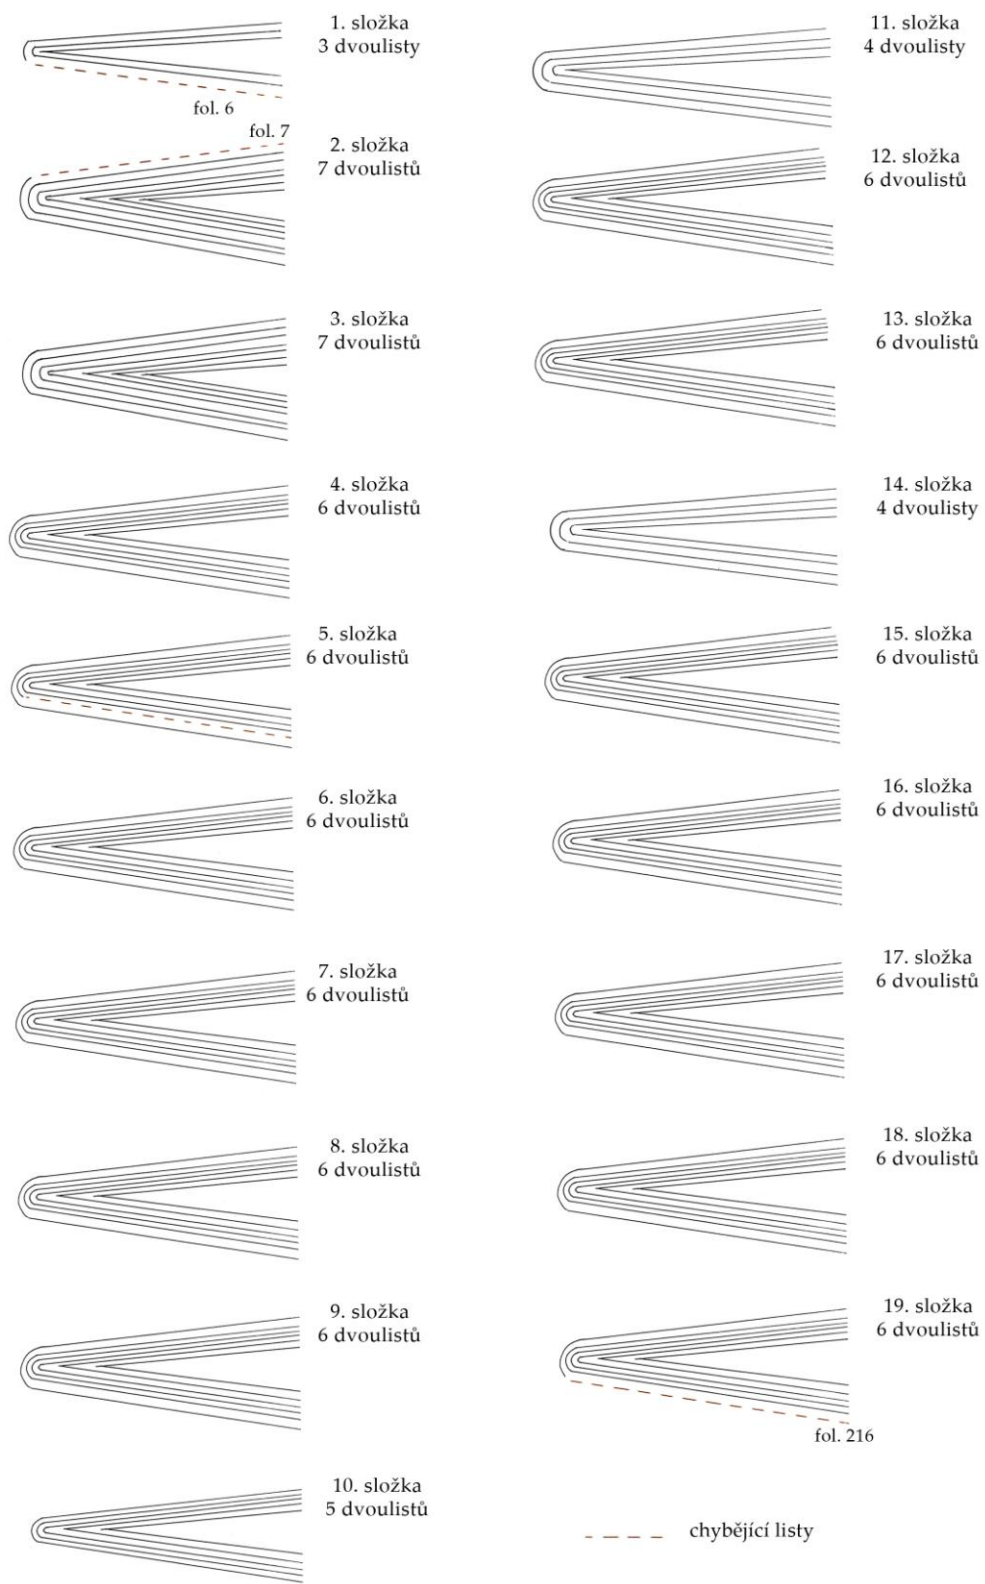 1. složka
3 dvoulisty
fol. 6
fol. 7
2. složka
7 dvoulistů
3. složka
7 dvoulistů
4. složka
6 dvoulistů
5. složka
6 dvoulistů
6. složka
6 dvoulistů
7. složka
6 dvoulistů
8. složka
6 dvoulistů
9. složka
6 dvoulistů
10. složka
5 dvoulistů
11. složka
4 dvoulisty
12. složka
6 dvoulistů
13. složka
6 dvoulistů
14. složka
4 dvoulisty
15. složka
6 dvoulistů
16. složka
6 dvoulistů
17. složka
6 dvoulistů
18. složka
6 dvoulistů
19. složka
6 dvoulistů
fol. 216
chybějící listy